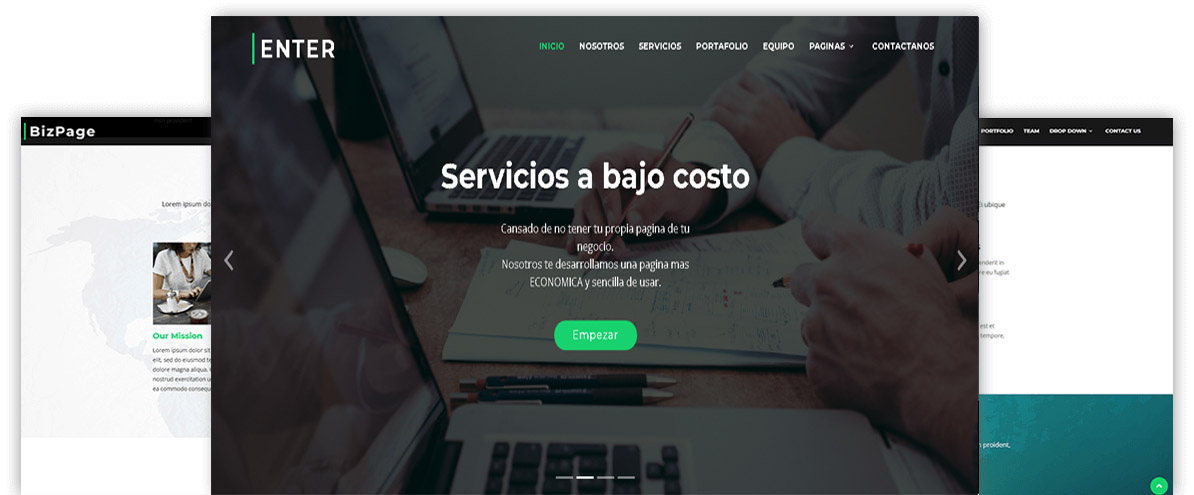 ENTER
INICIO NOSOTROS SERVICIOS PORTAFOLIO EQUIPO PAGINAS CONTACTANOS
Servicios a bajo costo
Cansado de no tener tu propia pagina de tu
negocio.
Nosotros te desarrollamos una pagina mas
ECONOMICA y sencilla de usar.
Empezar
BizPage
Lorem ipsum do
Our Mission
Lorem ipsum dolor sit
elit, sed do eiusmod te
dolore magna aliqua.
nostrud exercitation u
ea commodo consequ
PORTFOLIO TEAM DROP DOWN CONTACT US
ubique
enderit in
re eu fugiat
est et
tempore.
proident,